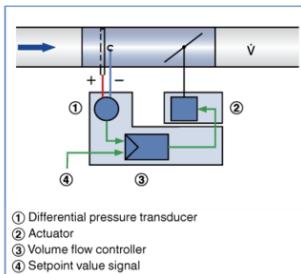 C
V̇
+ −
①
②
④
③
① Differential pressure transducer
② Actuator
③ Volume flow controller
④ Setpoint value signal